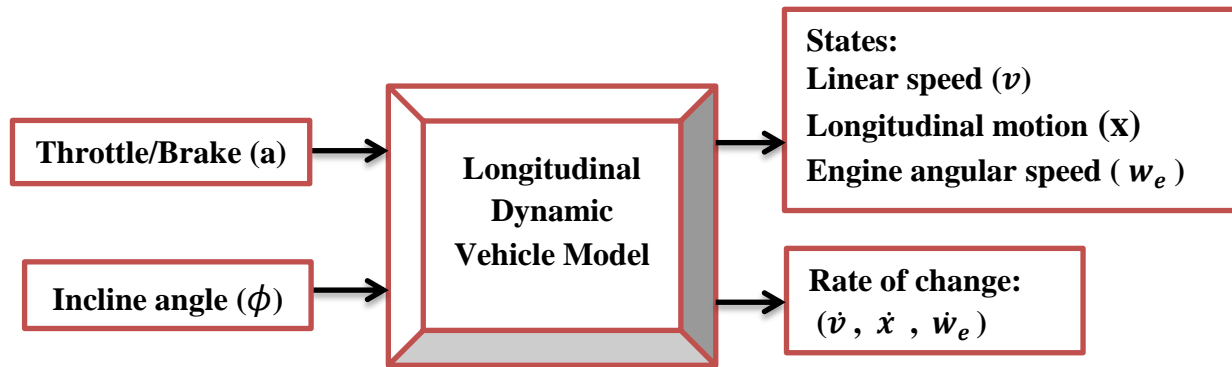 Throttle/Brake (a)
Incline angle (ϕ)
Longitudinal
Dynamic
Vehicle Model
States:
Linear speed (v)
Longitudinal motion (x)
Engine angular speed ( wₑ )
Rate of change:
(v̇ , ẋ , ẇₑ )